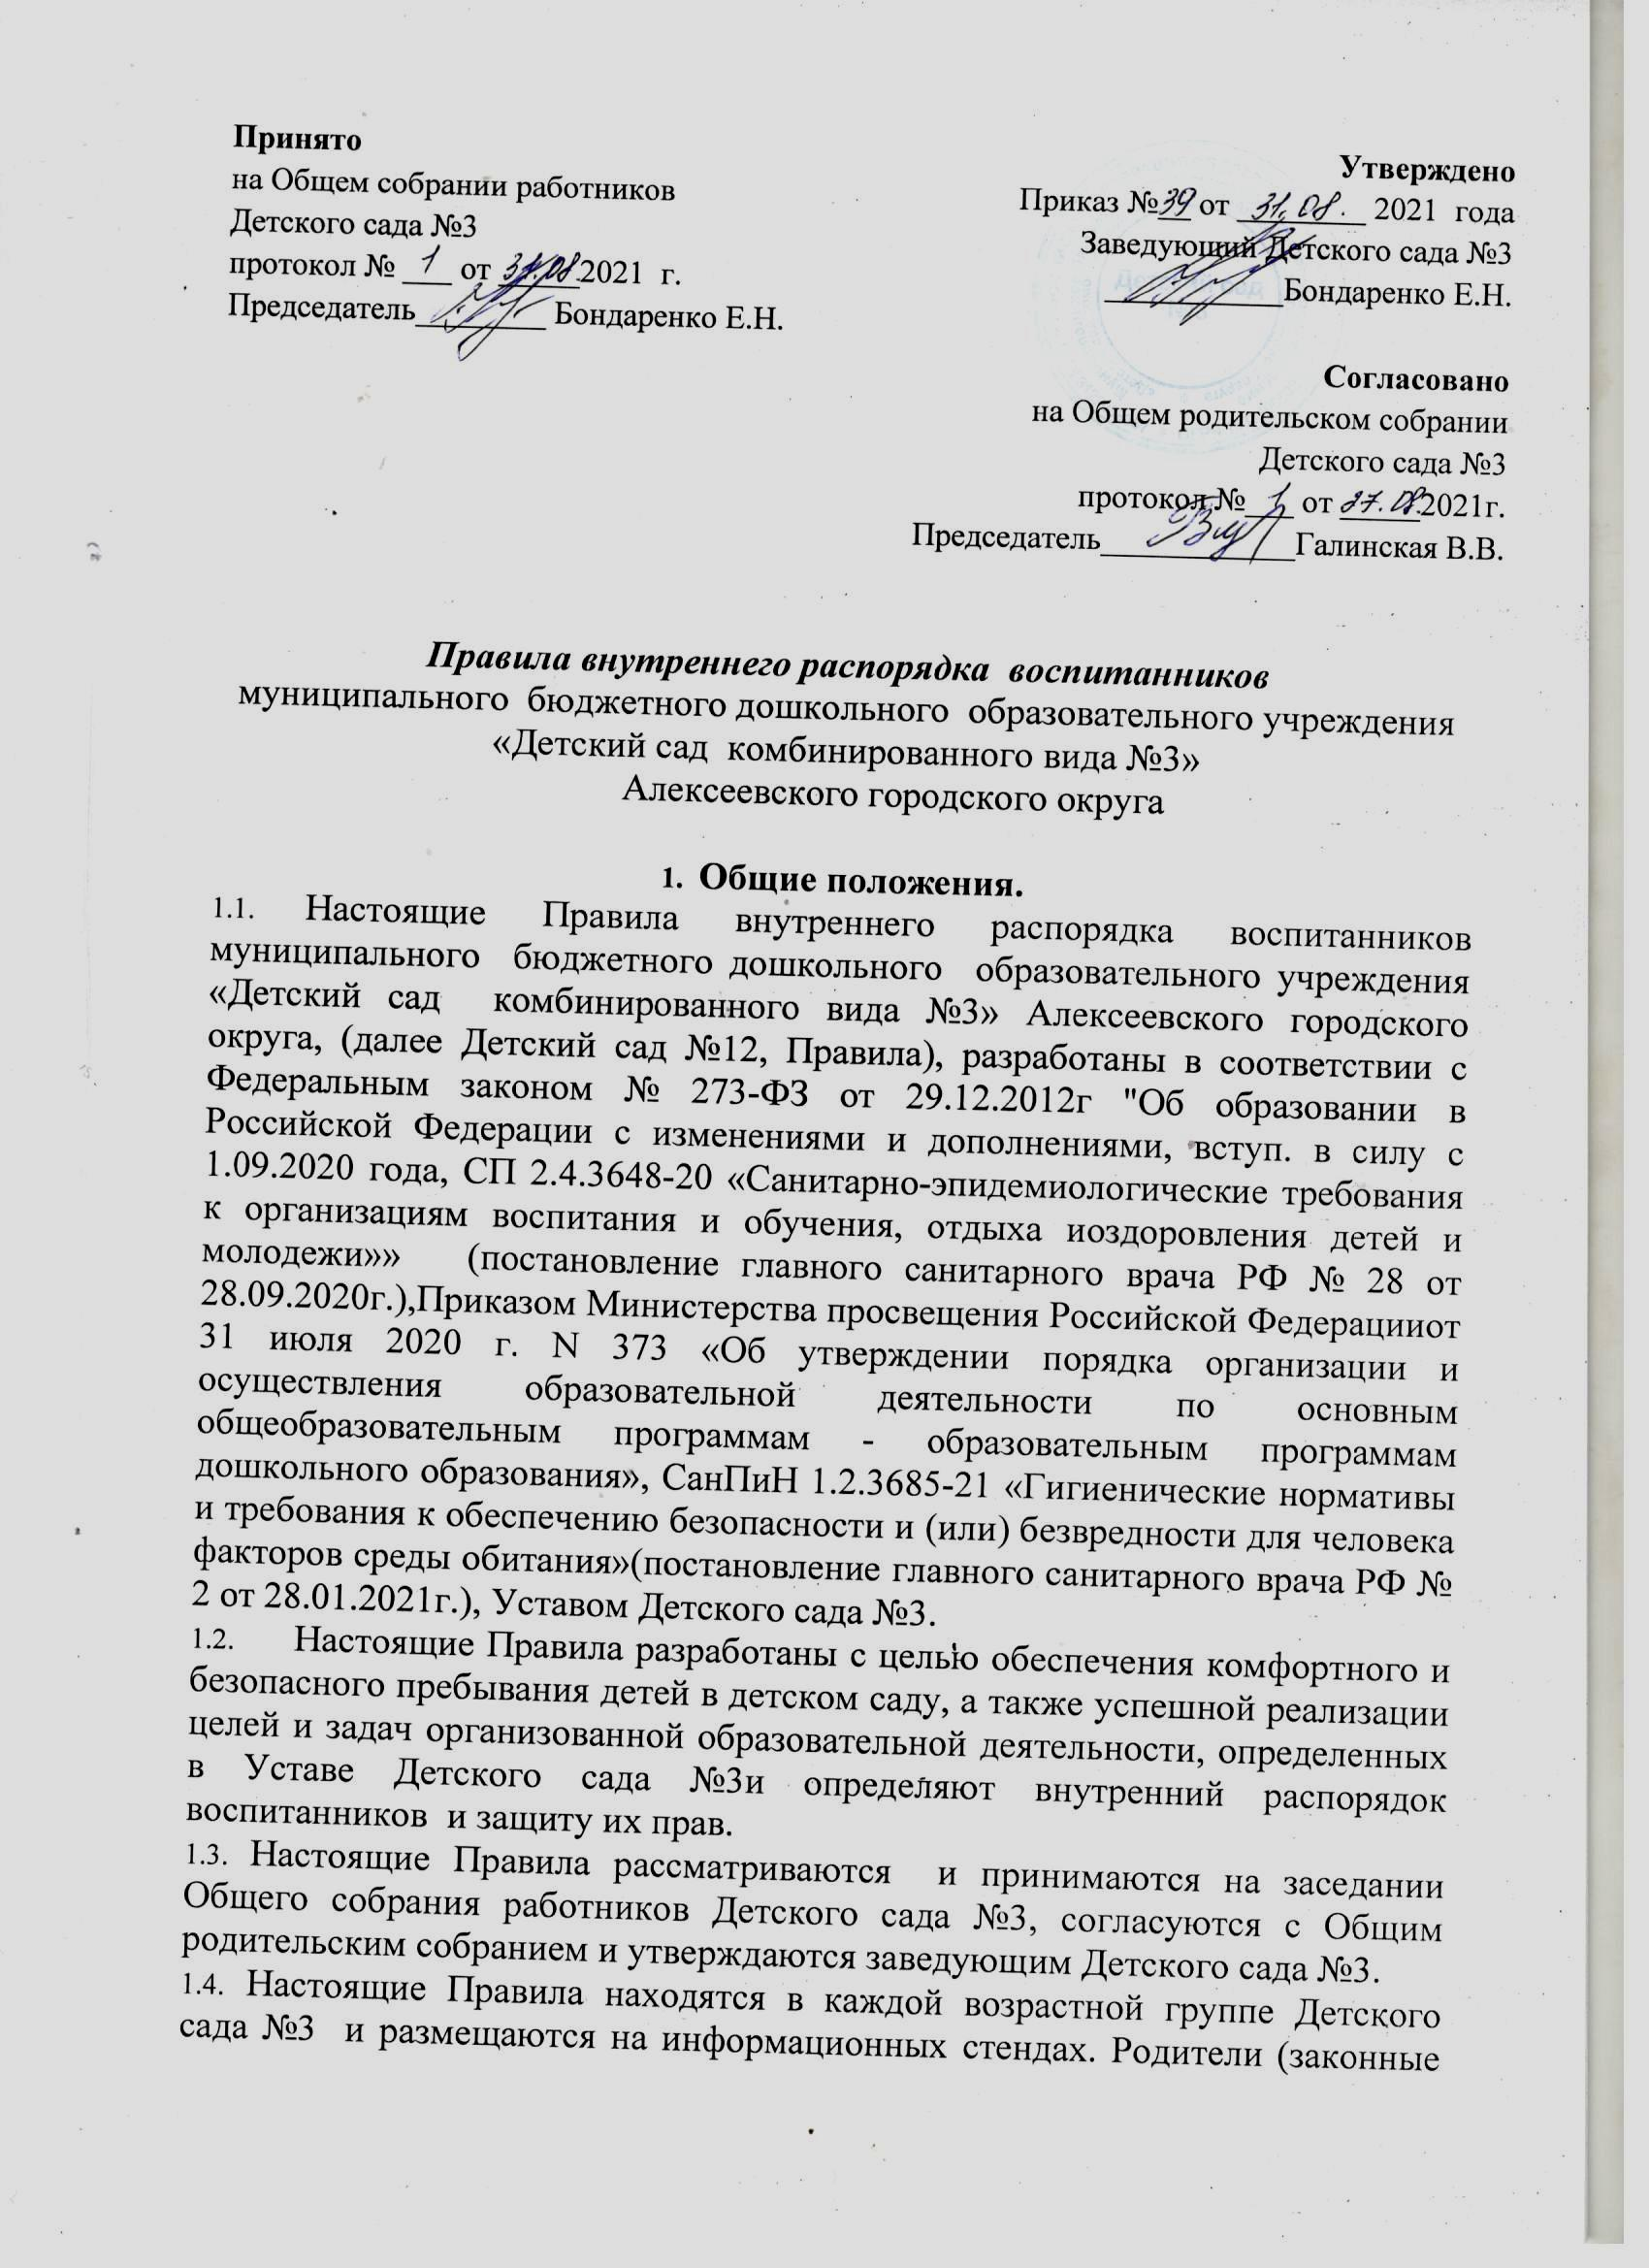 Принято
на Общем собрании работников
Детского сада №3
протокол № 1 от 31.08.2021 г.
Председатель Бондаренко Е.Н.
Утверждено
Приказ №39 от 31.08. 2021 года
Заведующий Детского сада №3
Бондаренко Е.Н.
Согласовано
на Общем родительском собрании
Детского сада №3
протокол № 1 от 27.08.2021г.
Председатель Галинская В.В.
Правила внутреннего распорядка воспитанников
муниципального бюджетного дошкольного образовательного учреждения
«Детский сад комбинированного вида №3»
Алексеевского городского округа
1. Общие положения.
1.1. Настоящие Правила внутреннего распорядка воспитанников
муниципального бюджетного дошкольного образовательного учреждения
«Детский сад комбинированного вида №3» Алексеевского городского
округа, (далее Детский сад №12, Правила), разработаны в соответствии с
Федеральным законом № 273-ФЗ от 29.12.2012г "Об образовании в
Российской Федерации с изменениями и дополнениями, вступ. в силу с
1.09.2020 года, СП 2.4.3648-20 «Санитарно-эпидемиологические требования
к организациям воспитания и обучения, отдыха иоздоровления детей и
молодежи»» (постановление главного санитарного врача РФ № 28 от
28.09.2020г.),Приказом Министерства просвещения Российской Федерацииот
31 июля 2020 г. N 373 «Об утверждении порядка организации и
осуществления образовательной деятельности по основным
общеобразовательным программам - образовательным программам
дошкольного образования», СанПиН 1.2.3685-21 «Гигиенические нормативы
и требования к обеспечению безопасности и (или) безвредности для человека
факторов среды обитания»(постановление главного санитарного врача РФ №
2 от 28.01.2021г.), Уставом Детского сада №3.
1.2. Настоящие Правила разработаны с целью обеспечения комфортного и
безопасного пребывания детей в детском саду, а также успешной реализации
целей и задач организованной образовательной деятельности, определенных
в Уставе Детского сада №3и определяют внутренний распорядок
воспитанников и защиту их прав.
1.3. Настоящие Правила рассматриваются и принимаются на заседании
Общего собрания работников Детского сада №3, согласуются с Общим
родительским собранием и утверждаются заведующим Детского сада №3.
1.4. Настоящие Правила находятся в каждой возрастной группе Детского
сада №3 и размещаются на информационных стендах. Родители (законные